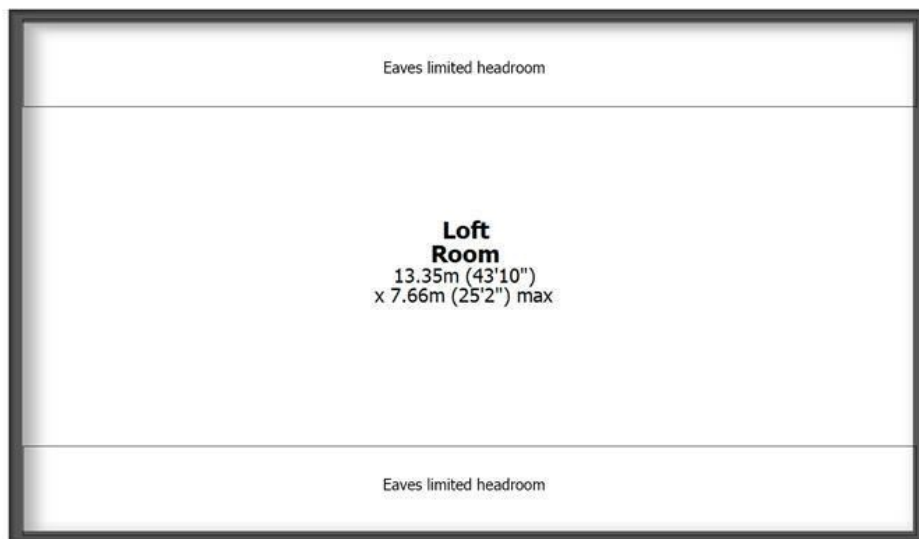 Eaves limited headroom
Loft
Room
13.35m (43'10")
x 7.66m (25'2") max
Eaves limited headroom